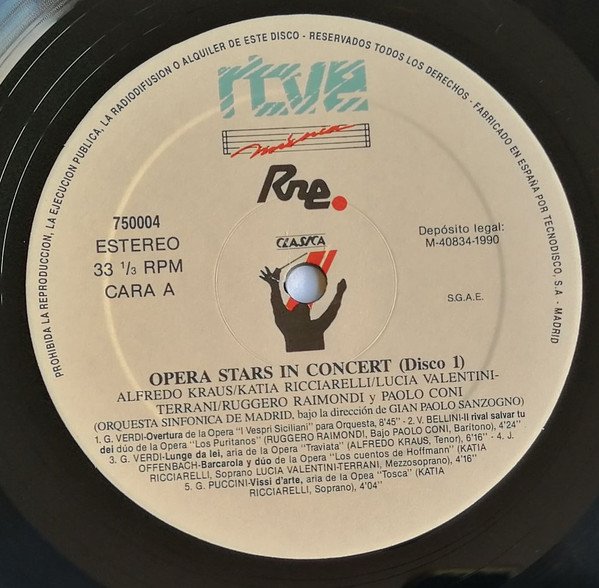 PROHIBIDA LA REPRODUCCION, LA EJECUCION PUBLICA, LA RADIODIFUSION O ALQUILER DE ESTE DISCO - RESERVADOS TODOS LOS DERECHOS - FABRICADO EN ESPAÑA POR TECNODISCO, S.A - MADRID
rtve
música
Rne.
CLASICA
750004
ESTEREO
33 1/3 RPM
CARA A
Depósito legal:
M-40834-1990
S.G.A.E.
OPERA STARS IN CONCERT (Disco 1)
ALFREDO KRAUS/KATIA RICCIARELLI/LUCIA VALENTINI-
TERRANI/RUGGERO RAIMONDI y PAOLO CONI
(ORQUESTA SINFONICA DE MADRID, bajo la dirección de GIAN PAOLO SANZOGNO)
1. G. VERDI-Overtura de la Opera "I Vespri Siciliani" para Orquesta, 8'45" - 2. V. BELLINI-Il rival salvar tu
dei dúo de la Opera "Los Puritanos" (RUGGERO RAIMONDI, Bajo PAOLO CONI, Baritono), 4'24"
3. G. VERDI-Lunge da lei, aria de la Opera "Traviata" (ALFREDO KRAUS, Tenor), 6'16" - 4. J.
OFFENBACH-Barcarola y dúo de la Opera "Los cuentos de Hoffmann" (KATIA
RICCIARELLI, Soprano LUCIA VALENTINI-TERRANI, Mezzosoprano), 4'16"
5. G. PUCCINI-Vissi d'arte, aria de la Opea "Tosca" (KATIA
RICCIARELLI, Soprano), 4'04"